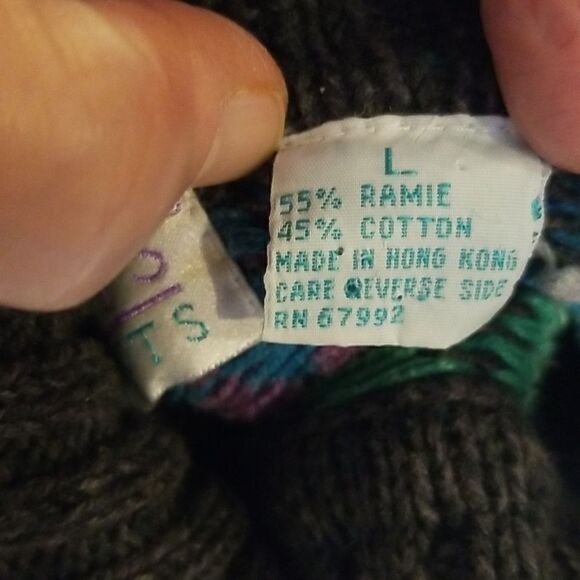 L
55% RAMIE
45% COTTON
MADE IN HONG KONG
CARE REVERSE SIDE
RN 67992